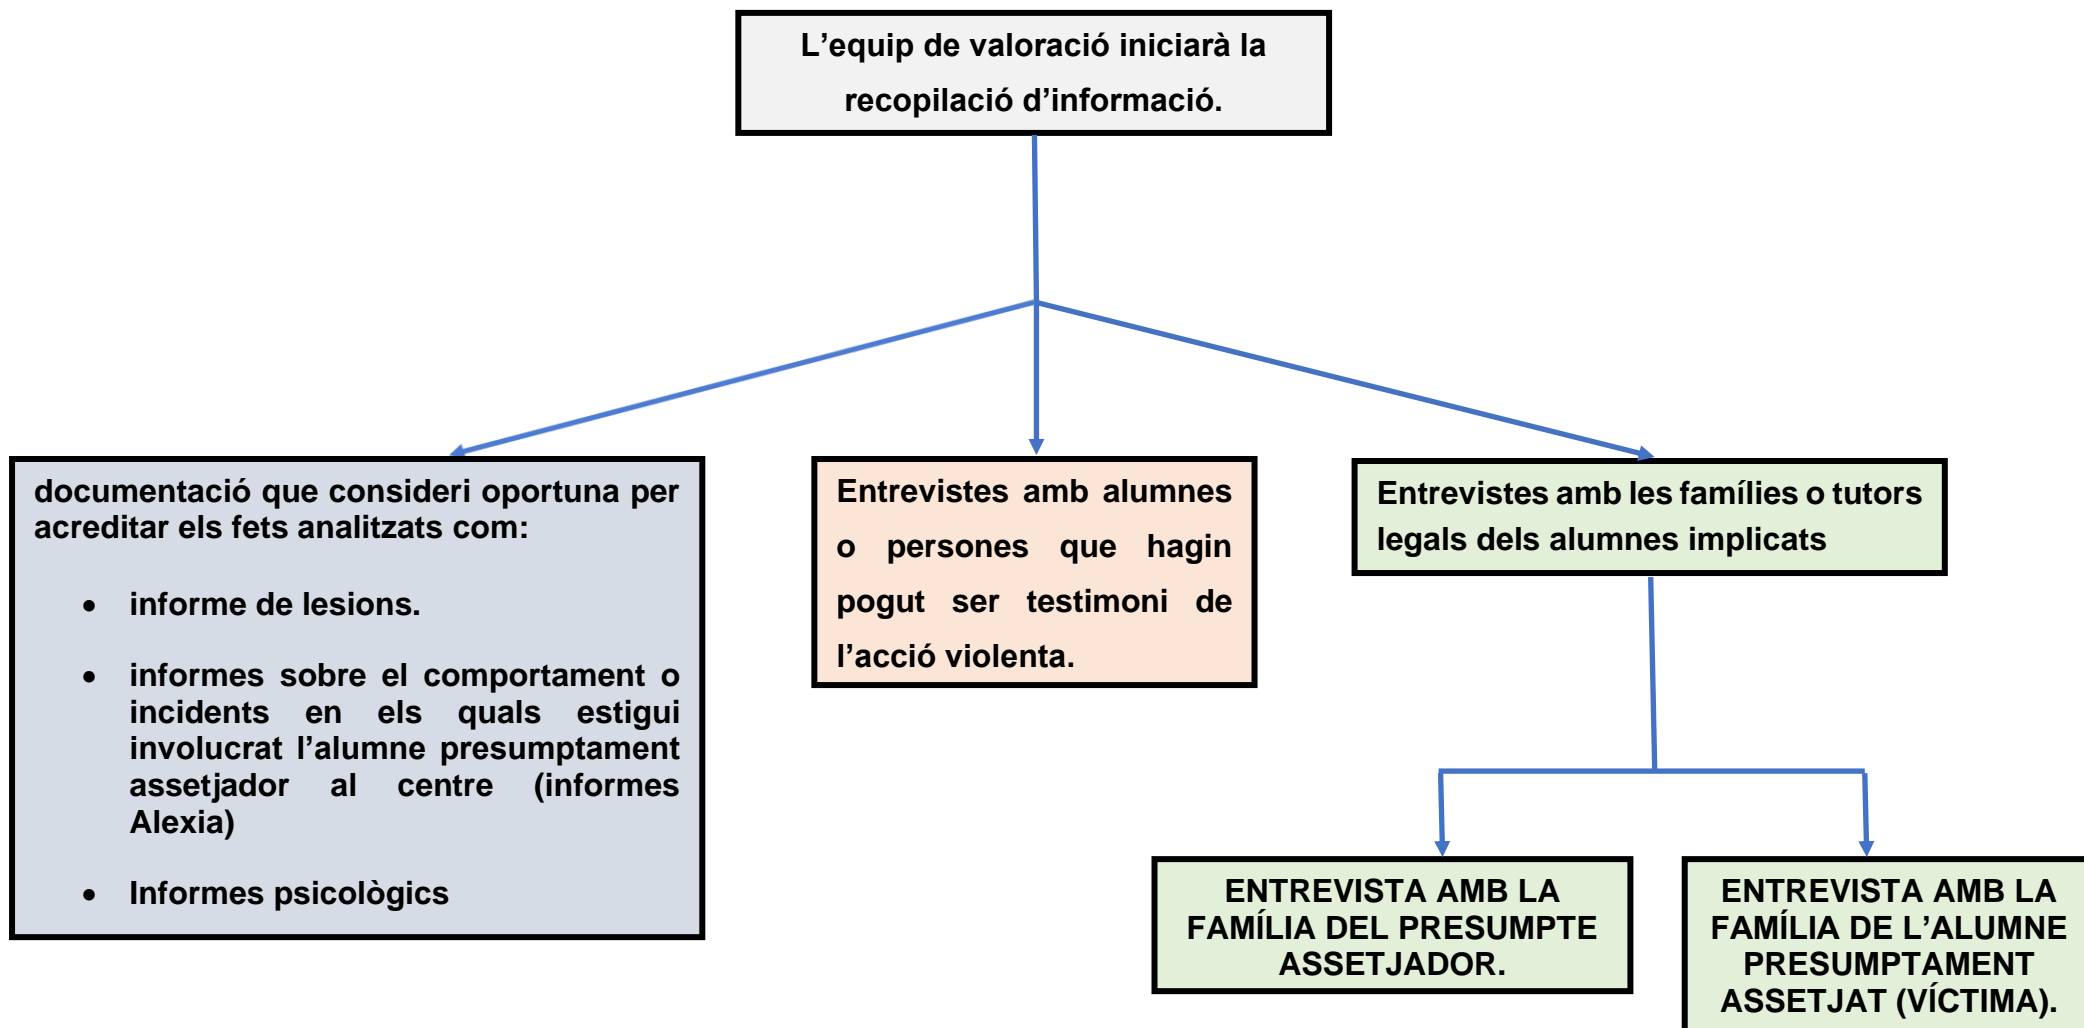 L’equip de valoració iniciarà la
recopilació d’informació.
documentació que consideri oportuna per
acreditar els fets analitzats com:
• informe de lesions.
• informes sobre el comportament o
incidents en els quals estigui
involucrat l’alumne presumptament
assetjador al centre (informes
Alexia)
• Informes psicològics
Entrevistes amb alumnes
o persones que hagin
pogut ser testimoni de
l’acció violenta.
Entrevistes amb les famílies o tutors
legals dels alumnes implicats
ENTREVISTA AMB LA
FAMÍLIA DEL PRESUMPTE
ASSETJADOR.
ENTREVISTA AMB LA
FAMÍLIA DE L’ALUMNE
PRESUMPTAMENT
ASSETJAT (VÍCTIMA).